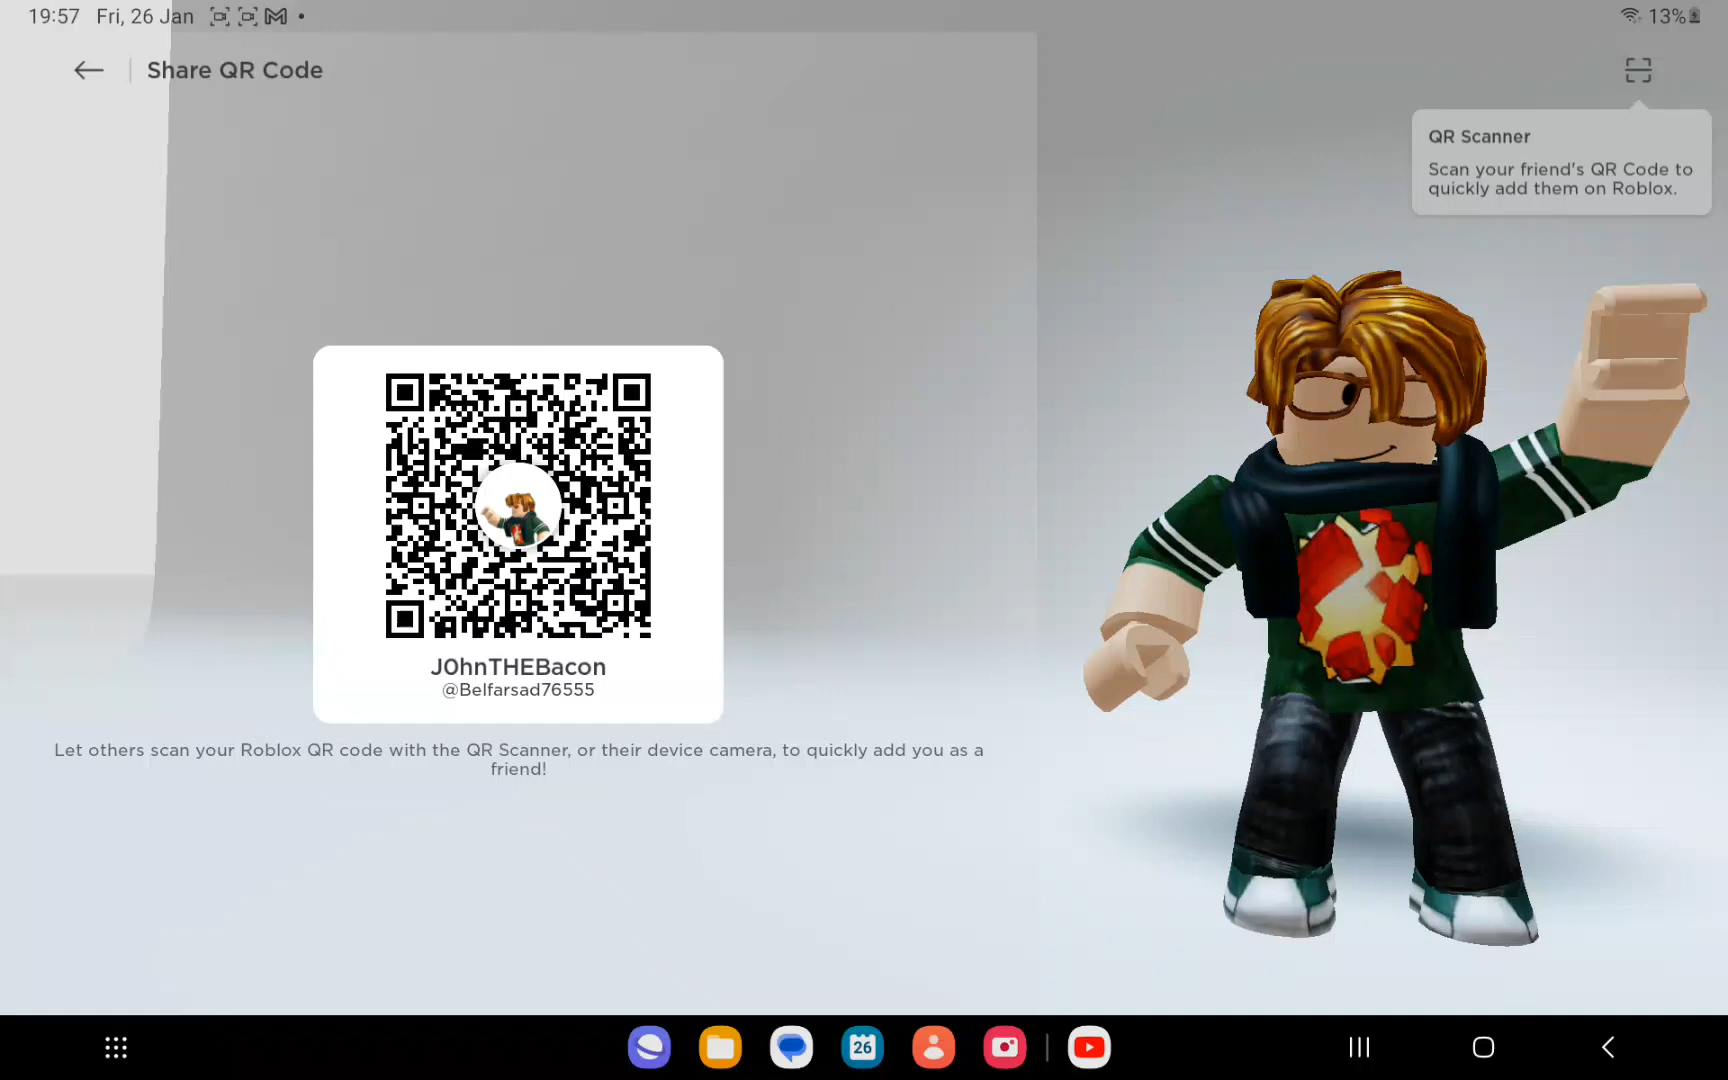 19:57 Fri, 26 Jan
13%
Share QR Code
QR Scanner
Scan your friend's QR Code to
quickly add them on Roblox.
J0hnTHEBacon
@Belfarsad76555
Let others scan your Roblox QR code with the QR Scanner, or their device camera, to quickly add you as a
friend!
26